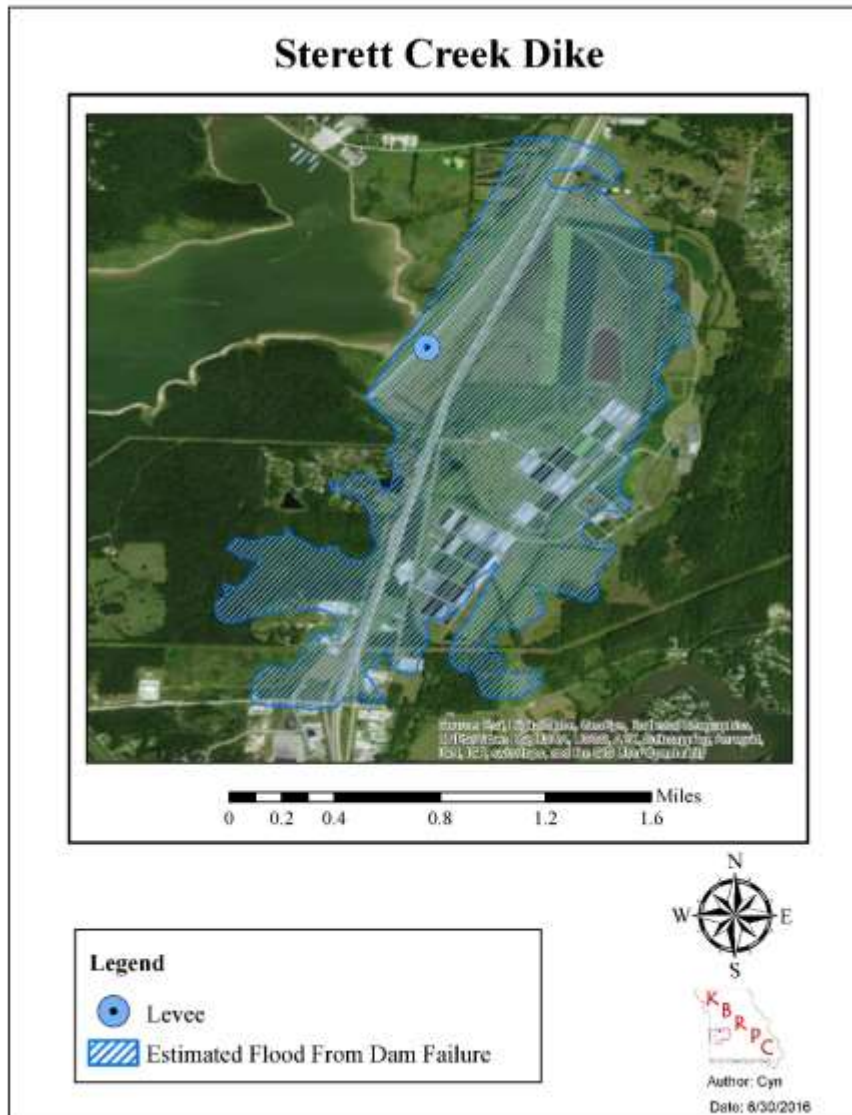 Sterett Creek Dike
Miles
0 0.2 0.4 0.8 1.2 1.6
N
W E
S
Legend
Levee
Estimated Flood From Dam Failure
K
B
R
P
C
Author: Cyn
Date: 6/30/2016